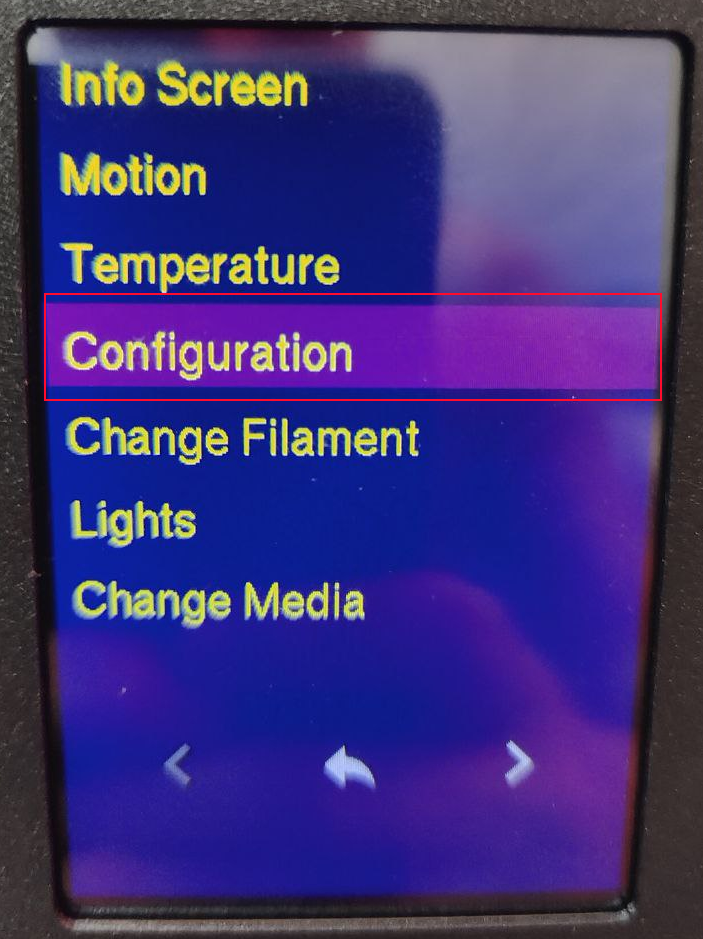 Info Screen
Motion
Temperature
Configuration
Change Filament
Lights
Change Media